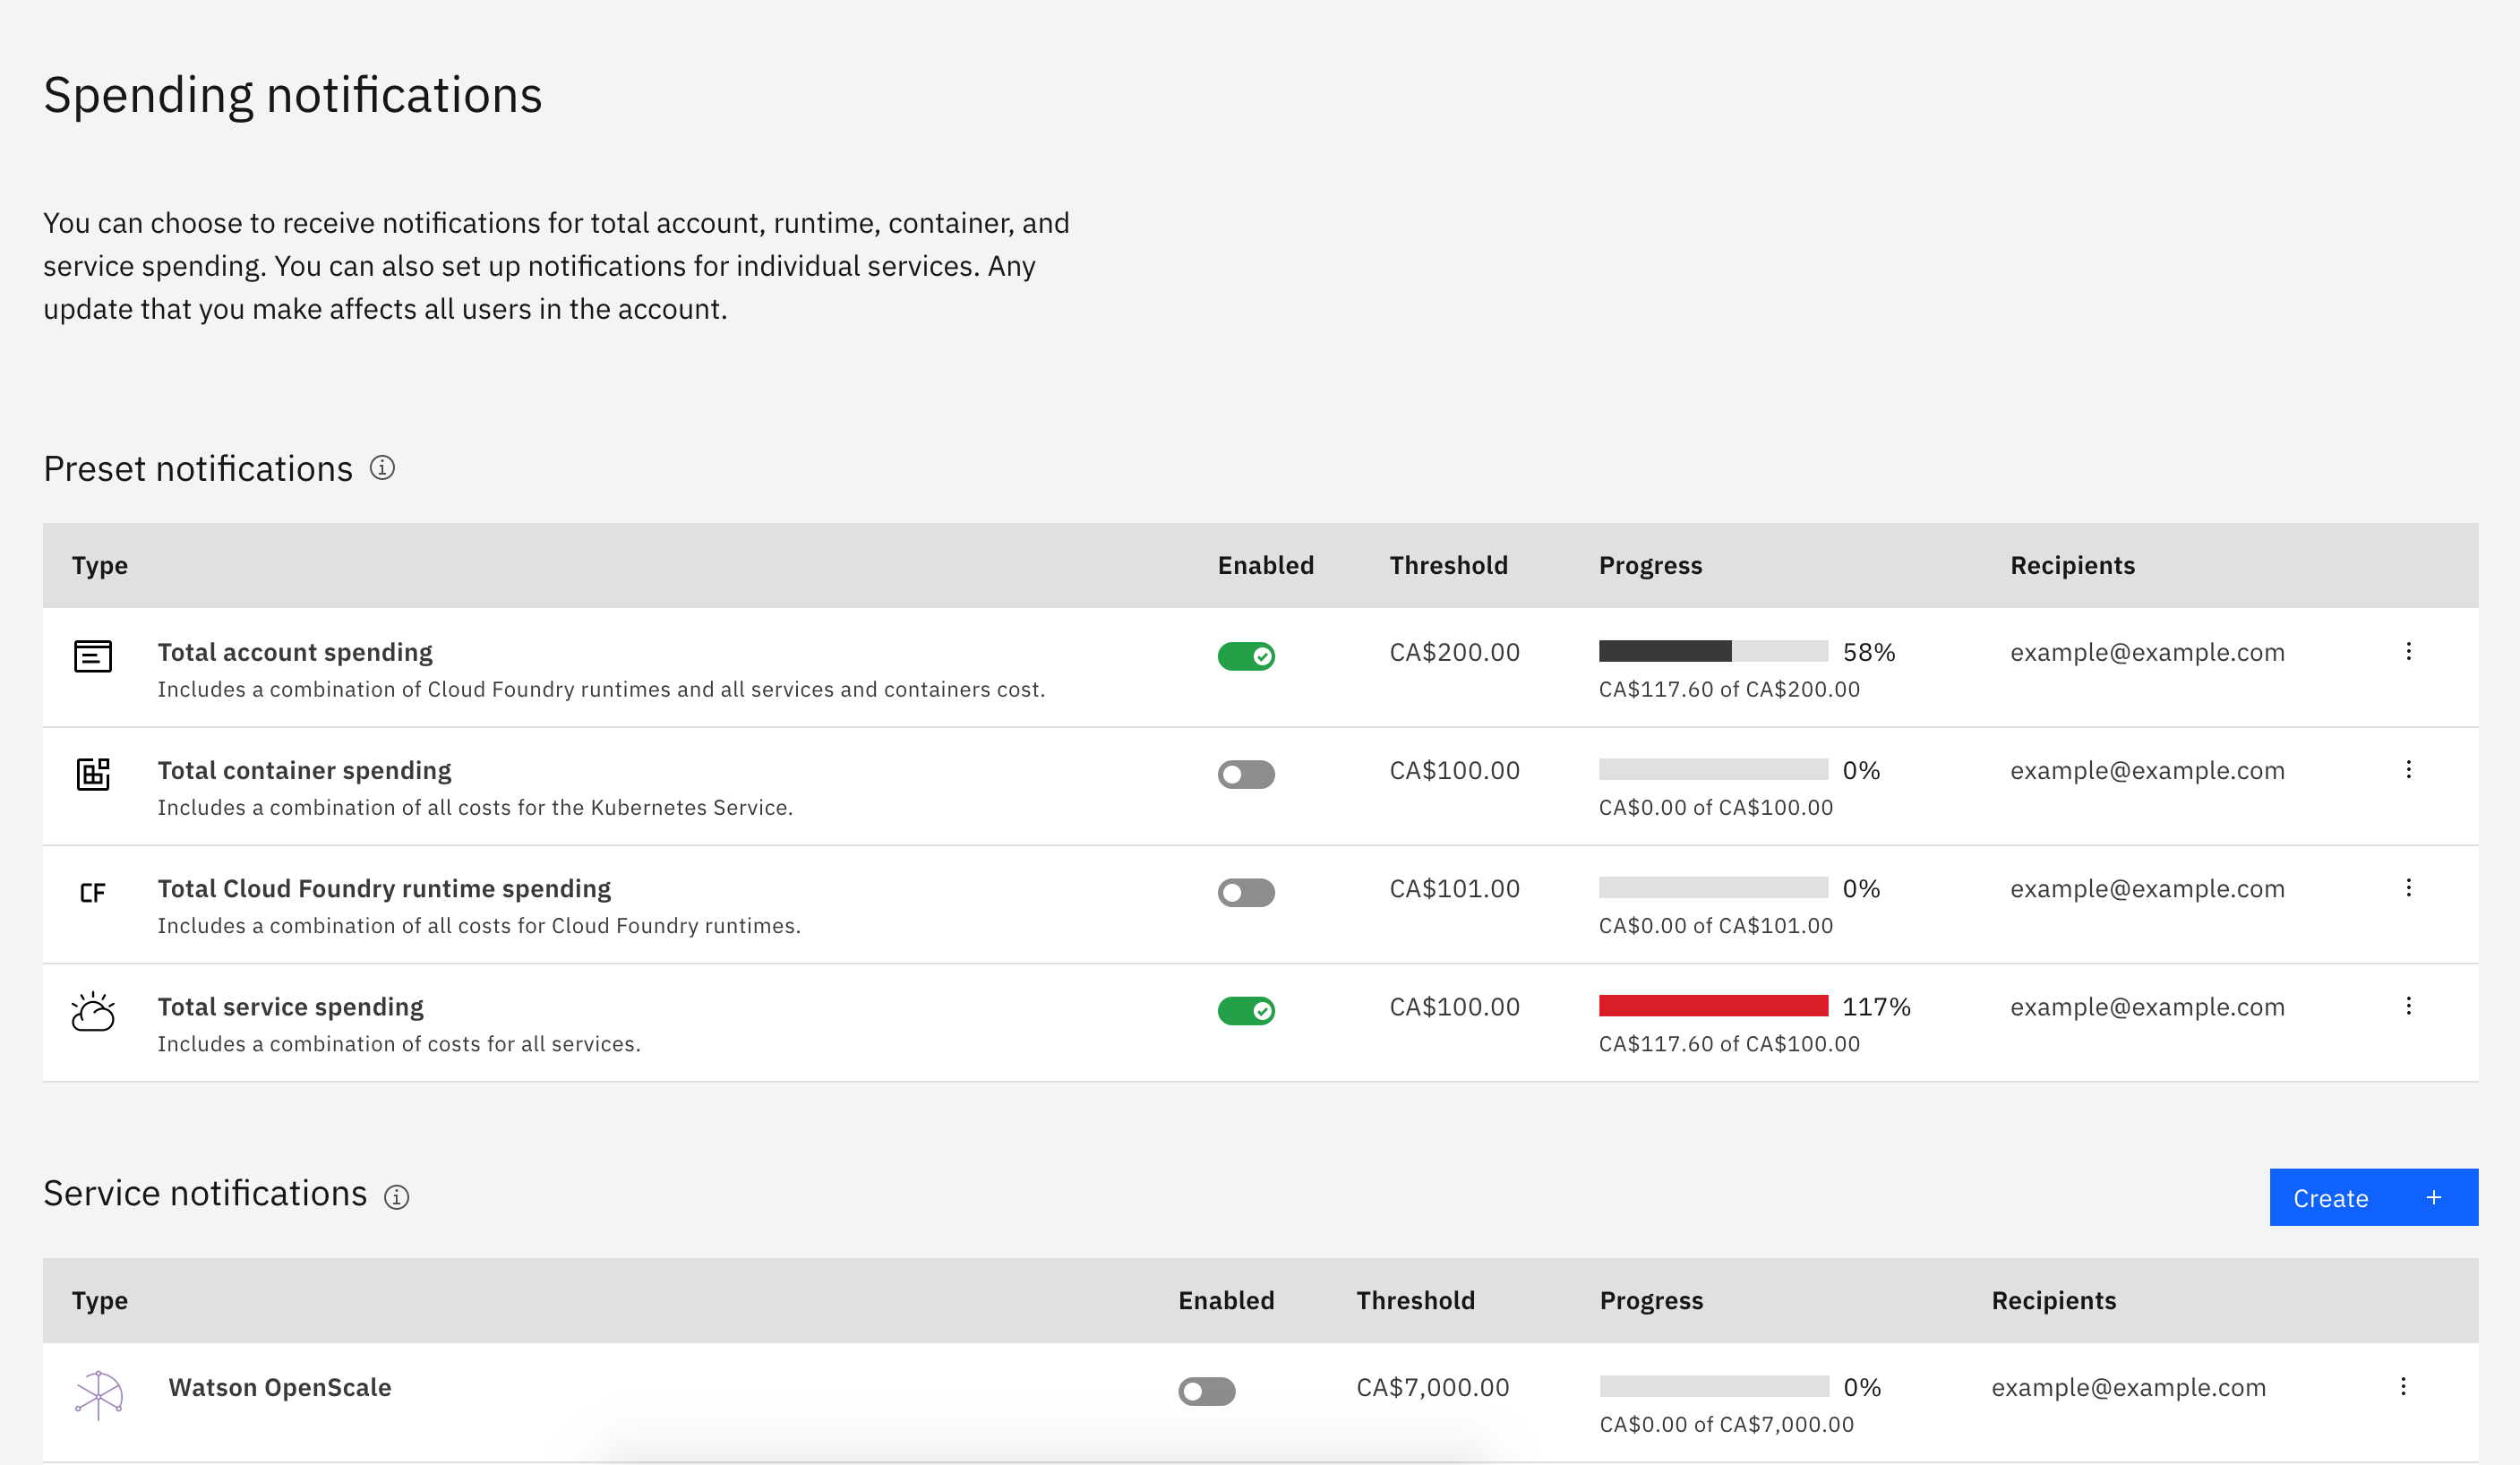 Spending notifications
You can choose to receive notifications for total account, runtime, container, and
service spending. You can also set up notifications for individual services. Any
update that you make affects all users in the account.
Preset notifications
Type Enabled Threshold Progress Recipients
Total account spending CA$200.00 58% example@example.com
Includes a combination of Cloud Foundry runtimes and all services and containers cost. CA$117.60 of CA$200.00
Total container spending CA$100.00 0% example@example.com
Includes a combination of all costs for the Kubernetes Service. CA$0.00 of CA$100.00
CF Total Cloud Foundry runtime spending CA$101.00 0% example@example.com
Includes a combination of all costs for Cloud Foundry runtimes. CA$0.00 of CA$101.00
Total service spending CA$100.00 117% example@example.com
Includes a combination of costs for all services. CA$117.60 of CA$100.00
Service notifications Create +
Type Enabled Threshold Progress Recipients
Watson OpenScale CA$7,000.00 0% example@example.com
CA$0.00 of CA$7,000.00